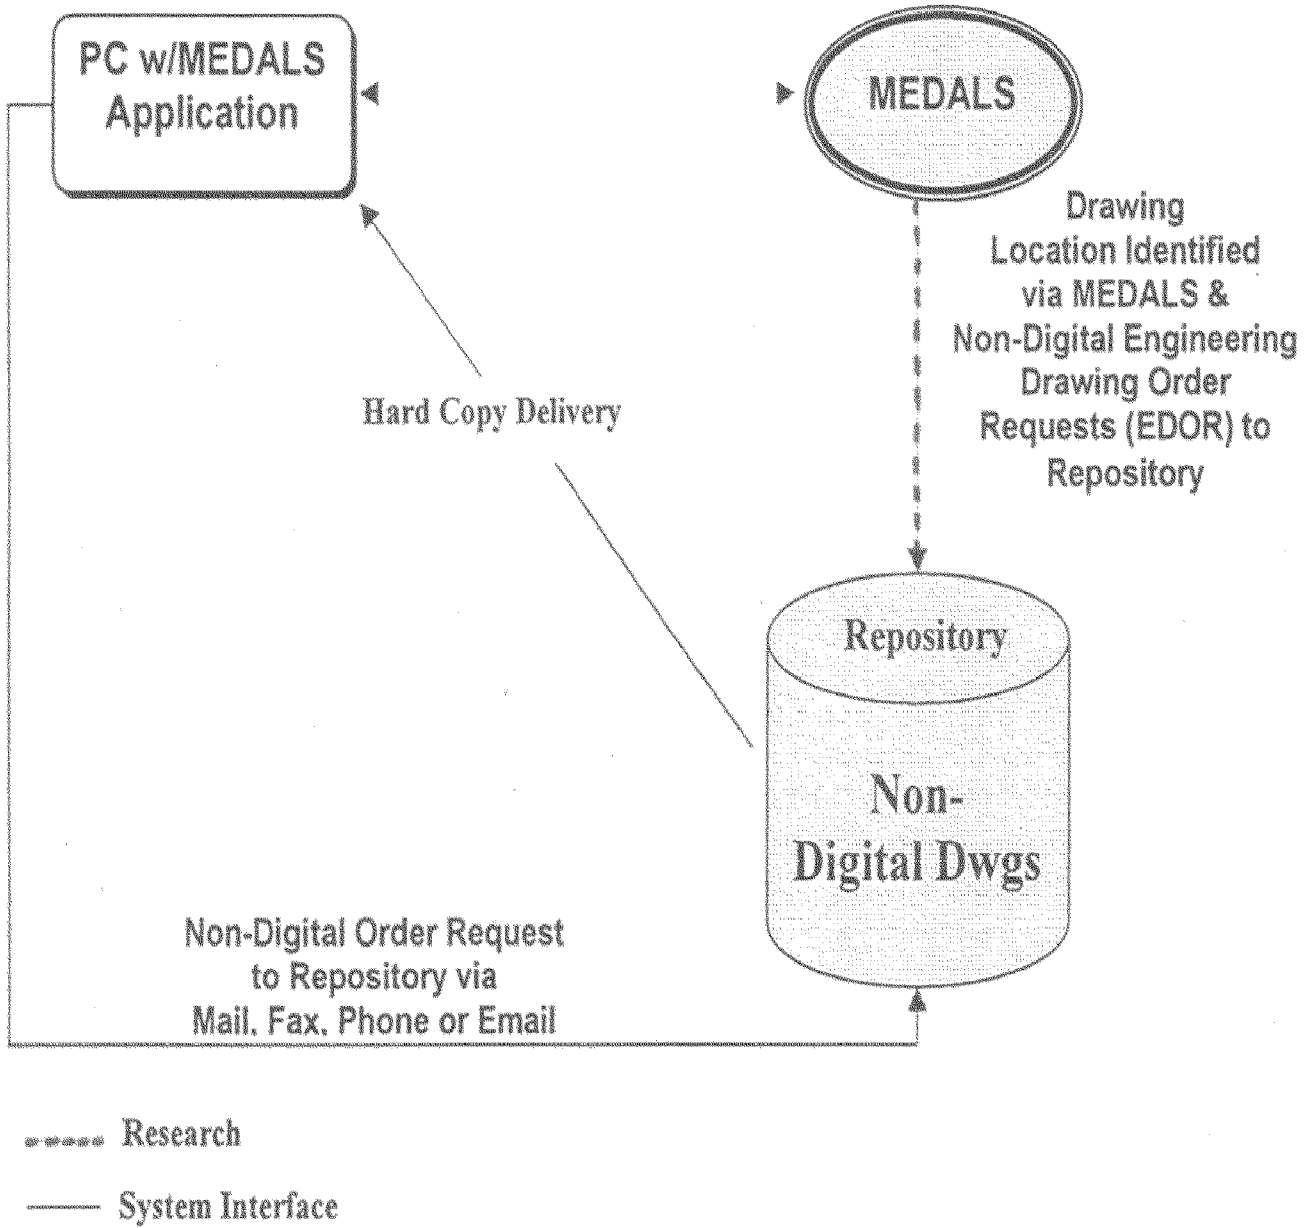 PC w/MEDALS
Application
MEDALS
Drawing
Location Identified
via MEDALS &
Non-Digital Engineering
Drawing Order
Requests (EDOR) to
Repository
Hard Copy Delivery
Repository
Non-
Digital Dwgs
Non-Digital Order Request
to Repository via
Mail, Fax, Phone or Email
Research
System Interface